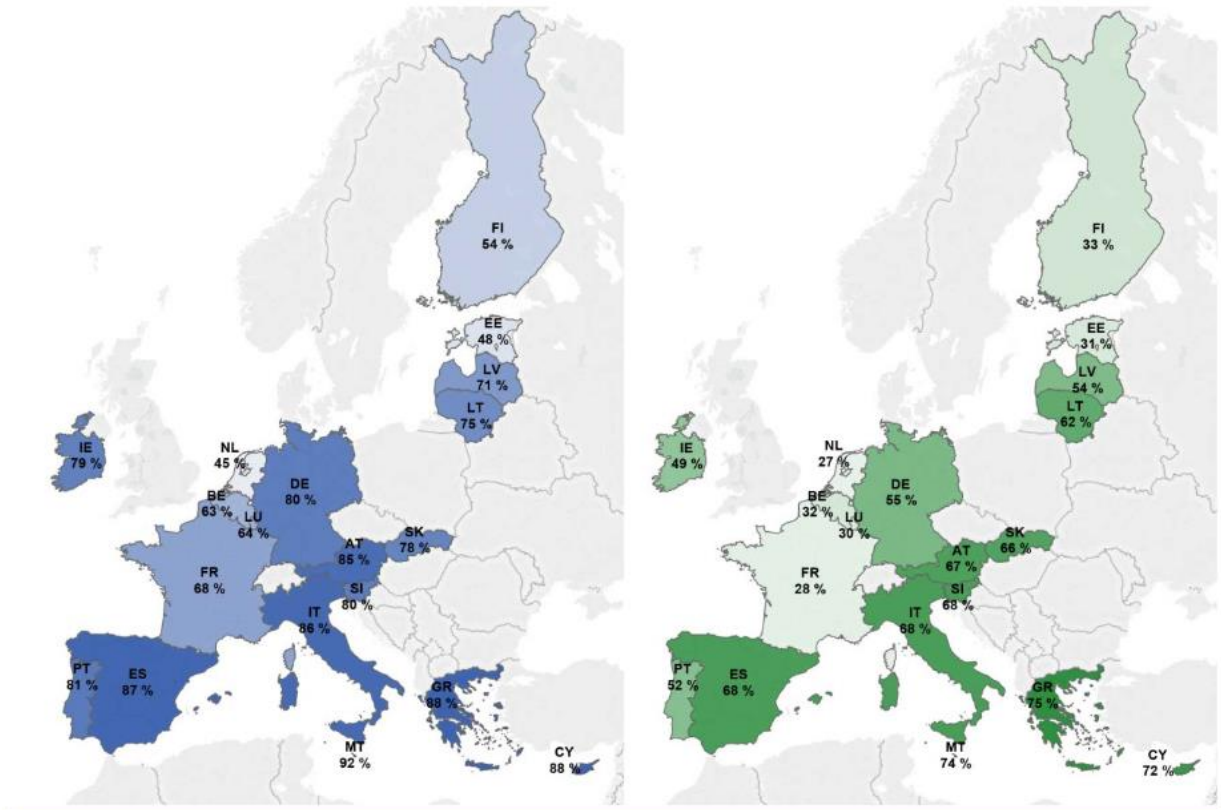 FI
54 %
EE
48 %
LV
71 %
LT
75 %
IE
79 %
NL
45 %
BE
63 %
LU
64 %
DE
80 %
SK
78 %
AT
85 %
FR
68 %
SI
80 %
IT
86 %
PT
81 %
ES
87 %
GR
88 %
MT
92 %
CY
88 %
FI
33 %
EE
31 %
LV
54 %
LT
62 %
IE
49 %
NL
27 %
BE
32 %
LU
30 %
DE
55 %
SK
66 %
AT
67 %
FR
28 %
SI
68 %
IT
68 %
PT
52 %
ES
68 %
GR
75 %
MT
74 %
CY
72 %